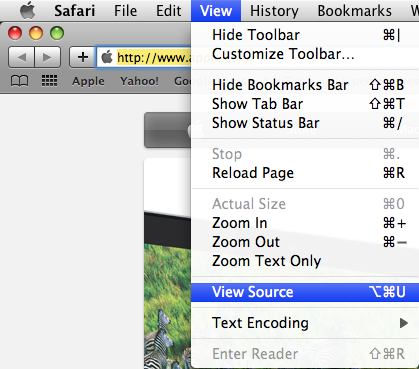 Safari File Edit View History Bookmarks
http://www.
Apple Yahoo!
Hide Toolbar ⌘|
Customize Toolbar...
Hide Bookmarks Bar ⇧⌘B
Show Tab Bar ⇧⌘T
Show Status Bar ⌘/
Stop ⌘.
Reload Page ⌘R
Actual Size ⌘0
Zoom In ⌘+
Zoom Out ⌘−
Zoom Text Only
View Source ⌥⌘U
Text Encoding
Enter Reader ⇧⌘R